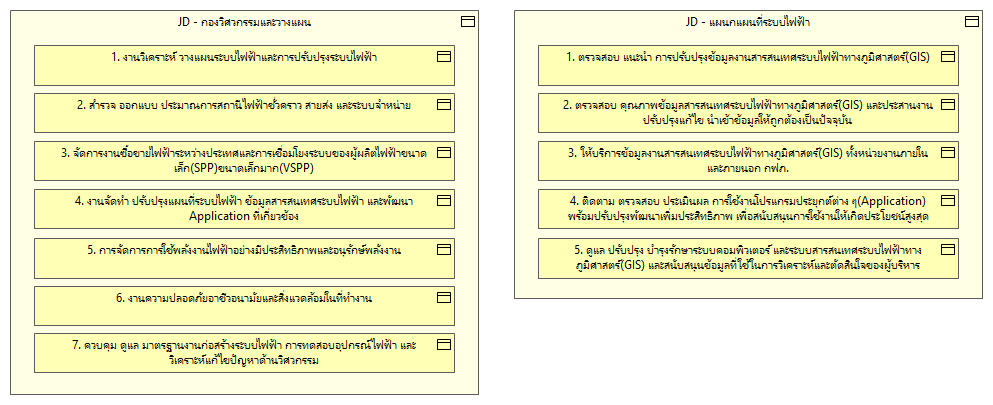 JD - กองวิศวกรรมและวางแผน
1. งานวิเคราะห์ วางแผนระบบไฟฟ้าและการปรับปรุงระบบไฟฟ้า
2. สำรวจ ออกแบบ ประมาณการสถานีไฟฟ้าชั่วคราว สายส่ง และระบบจำหน่าย
3. จัดการงานซื้อขายไฟฟ้าระหว่างประเทศและการเชื่อมโยงระบบของผู้ผลิตไฟฟ้าขนาด
เล็ก(SPP)ขนาดเล็กมาก(VSPP)
4. งานจัดทำ ปรับปรุงแผนที่ระบบไฟฟ้า ข้อมูลสารสนเทศระบบไฟฟ้า และพัฒนา
Application ที่เกี่ยวข้อง
5. การจัดการการใช้พลังงานไฟฟ้าอย่างมีประสิทธิภาพและอนุรักษ์พลังงาน
6. งานความปลอดภัยอาชีวอนามัยและสิ่งแวดล้อมในที่ทำงาน
7. ควบคุม ดูแล มาตรฐานงานก่อสร้างระบบไฟฟ้า การทดสอบอุปกรณ์ไฟฟ้า และ
วิเคราะห์แก้ไขปัญหาด้านวิศวกรรม
JD - แผนกแผนที่ระบบไฟฟ้า
1. ตรวจสอบ แนะนำ การปรับปรุงข้อมูลงานสารสนเทศระบบไฟฟ้าทางภูมิศาสตร์(GIS)
2. ตรวจสอบ คุณภาพข้อมูลสารสนเทศระบบไฟฟ้าทางภูมิศาสตร์(GIS) และประสานงาน
ปรับปรุงแก้ไข นำเข้าข้อมูลให้ถูกต้องเป็นปัจจุบัน
3. ให้บริการข้อมูลงานสารสนเทศระบบไฟฟ้าทางภูมิศาสตร์(GIS) ทั้งหน่วยงานภายใน
และภายนอก กฟภ.
4. ติดตาม ตรวจสอบ ประเมินผล การใช้งานโปรแกรมประยุกต์ต่าง ๆ(Application)
พร้อมปรับปรุงพัฒนาเพิ่มประสิทธิภาพ เพื่อสนับสนุนการใช้งานให้เกิดประโยชน์สูงสุด
5. ดูแล ปรับปรุง บำรุงรักษาระบบคอมพิวเตอร์ และระบบสารสนเทศระบบไฟฟ้าทาง
ภูมิศาสตร์(GIS) และสนับสนุนข้อมูลที่ใช้ในการวิเคราะห์และตัดสินใจของผู้บริหาร